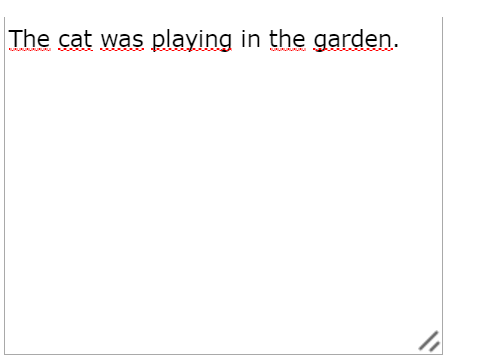 The cat was playing in the garden.